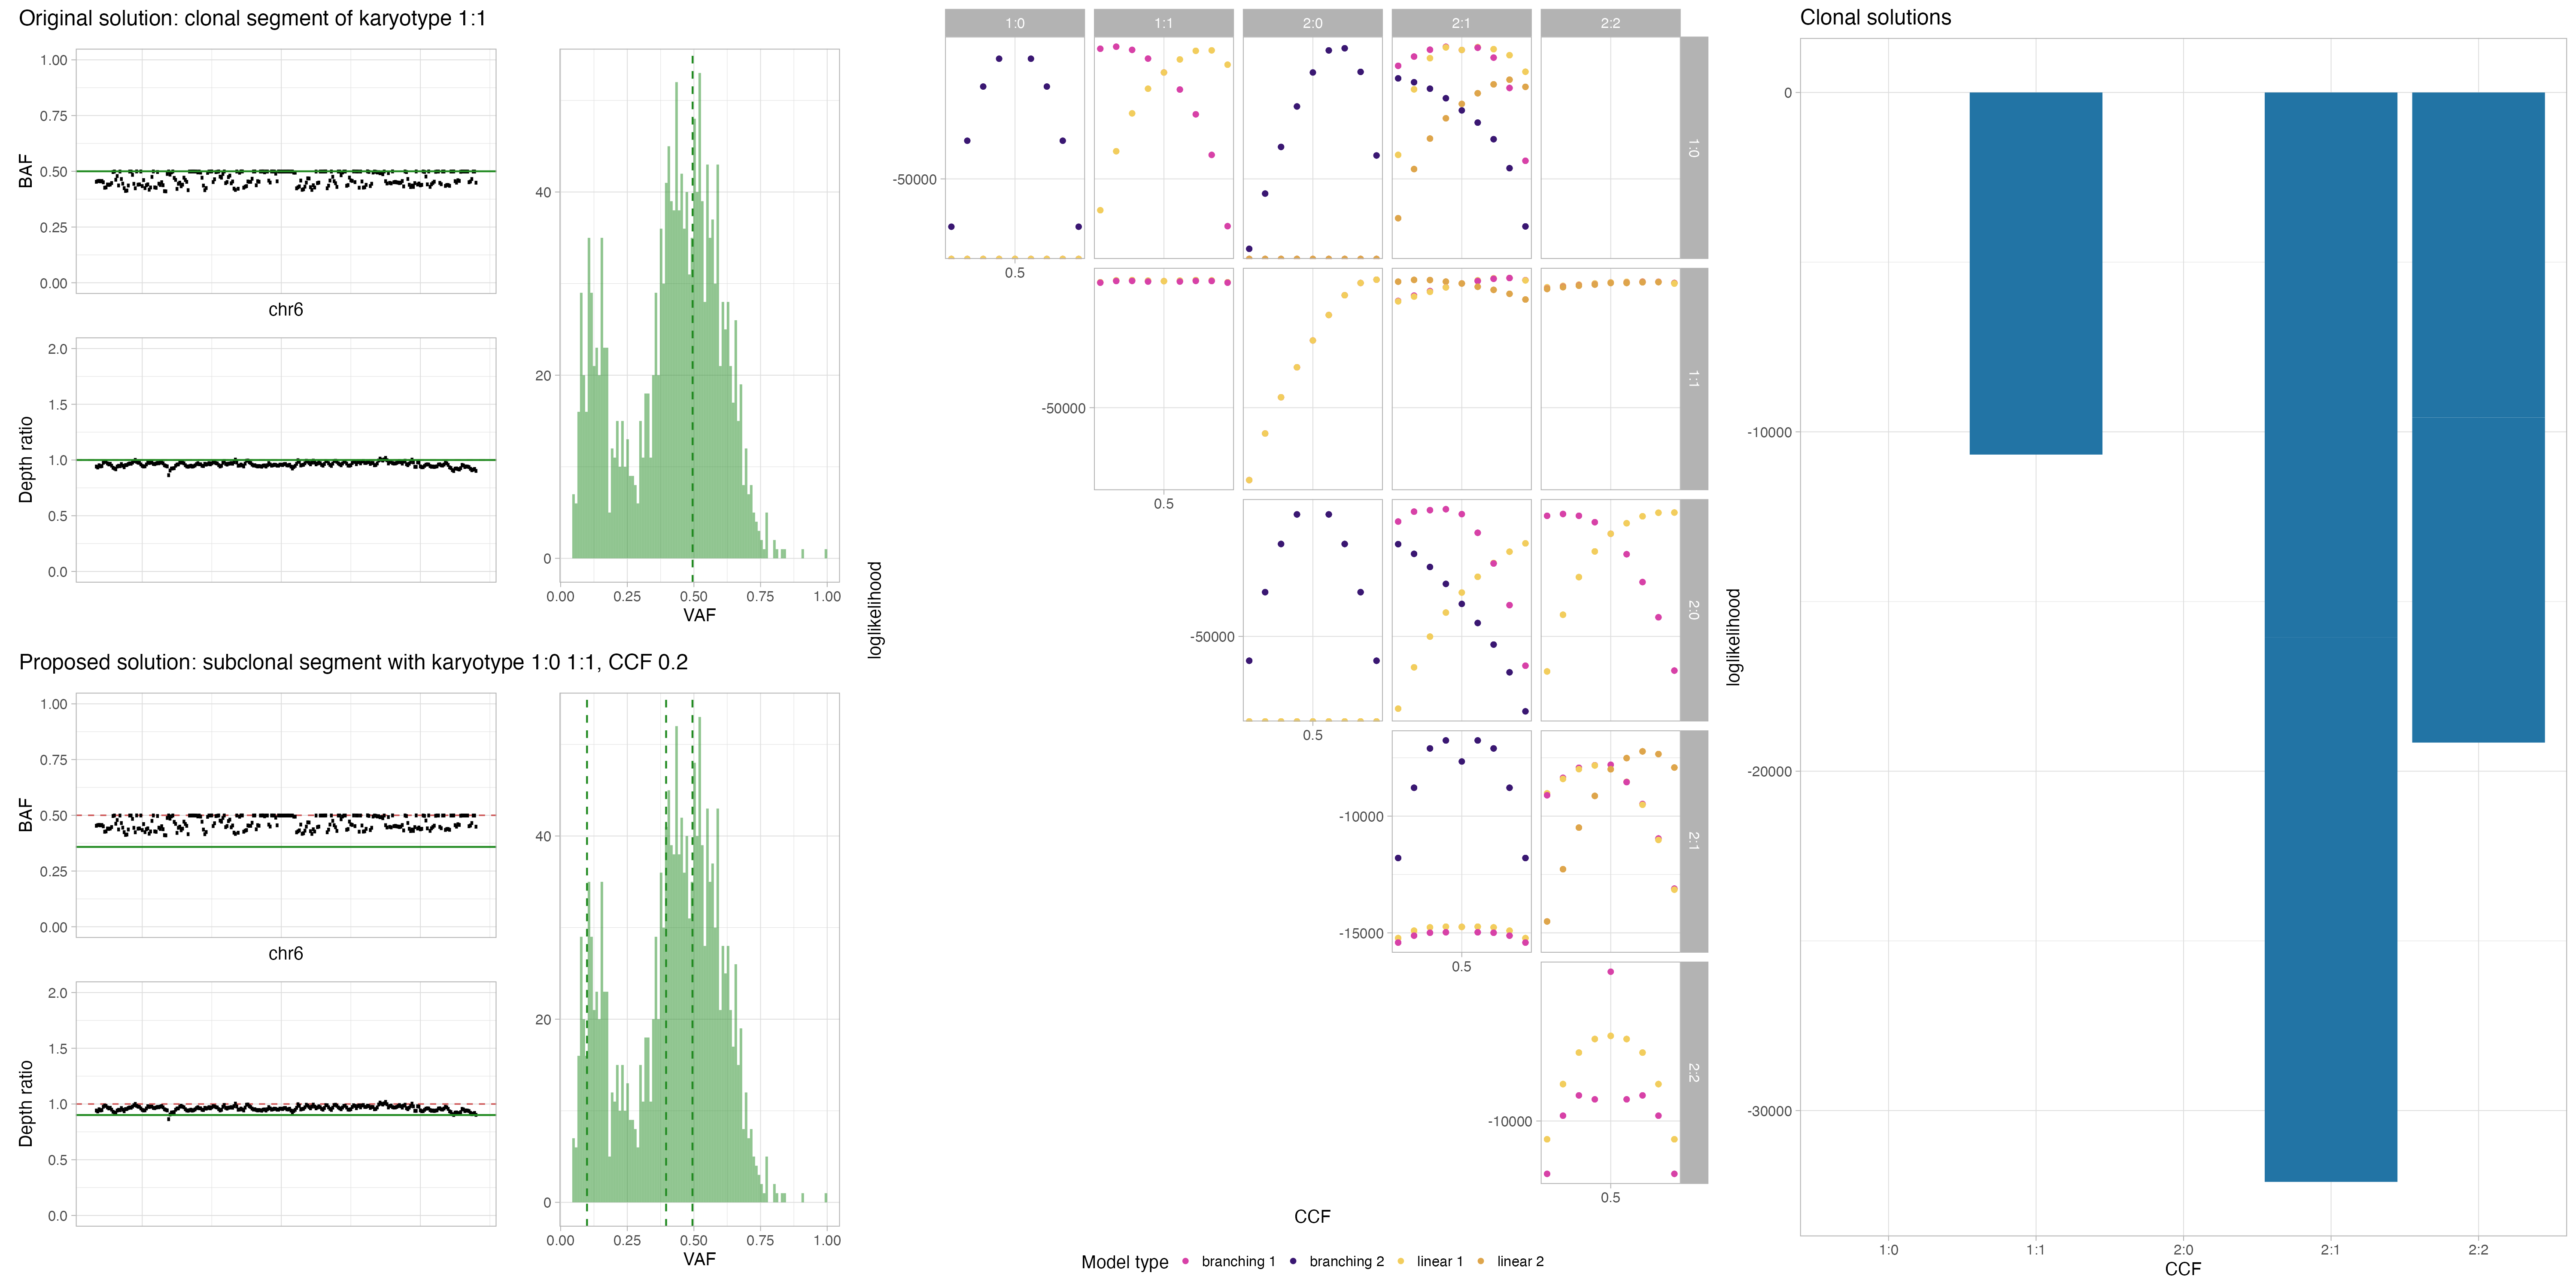 Original solution: clonal segment of karyotype 1:1
1.00
0.75
0.50
0.25
0.00
BAF
chr6
2.0
1.5
1.0
0.5
0.0
Depth ratio
40
20
0
0.00 0.25 0.50 0.75 1.00
VAF
Proposed solution: subclonal segment with karyotype 1:0 1:1, CCF 0.2
1.00
0.75
0.50
0.25
0.00
BAF
chr6
2.0
1.5
1.0
0.5
0.0
Depth ratio
40
20
0
0.00 0.25 0.50 0.75 1.00
VAF
loglikelihood
1:0 1:1 2:0 2:1 2:2
-50000
1:0
0.5
-50000
1:1
0.5
-50000
2:0
0.5
-10000
-15000
2:1
0.5
-10000
2:2
0.5
CCF
Model type branching 1 branching 2 linear 1 linear 2
Clonal solutions
0
-10000
-20000
-30000
loglikelihood
1:0 1:1 2:0 2:1 2:2
CCF